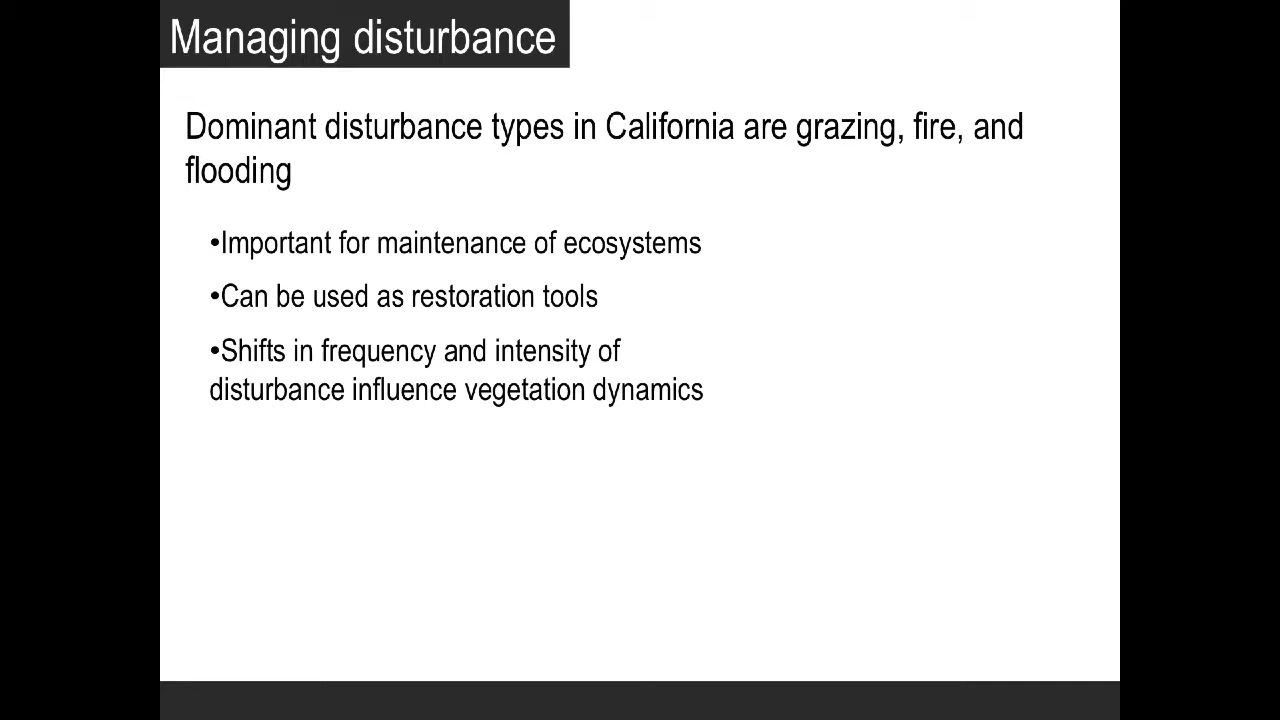 Managing disturbance
Dominant disturbance types in California are grazing, fire, and
flooding
•Important for maintenance of ecosystems
•Can be used as restoration tools
•Shifts in frequency and intensity of
disturbance influence vegetation dynamics